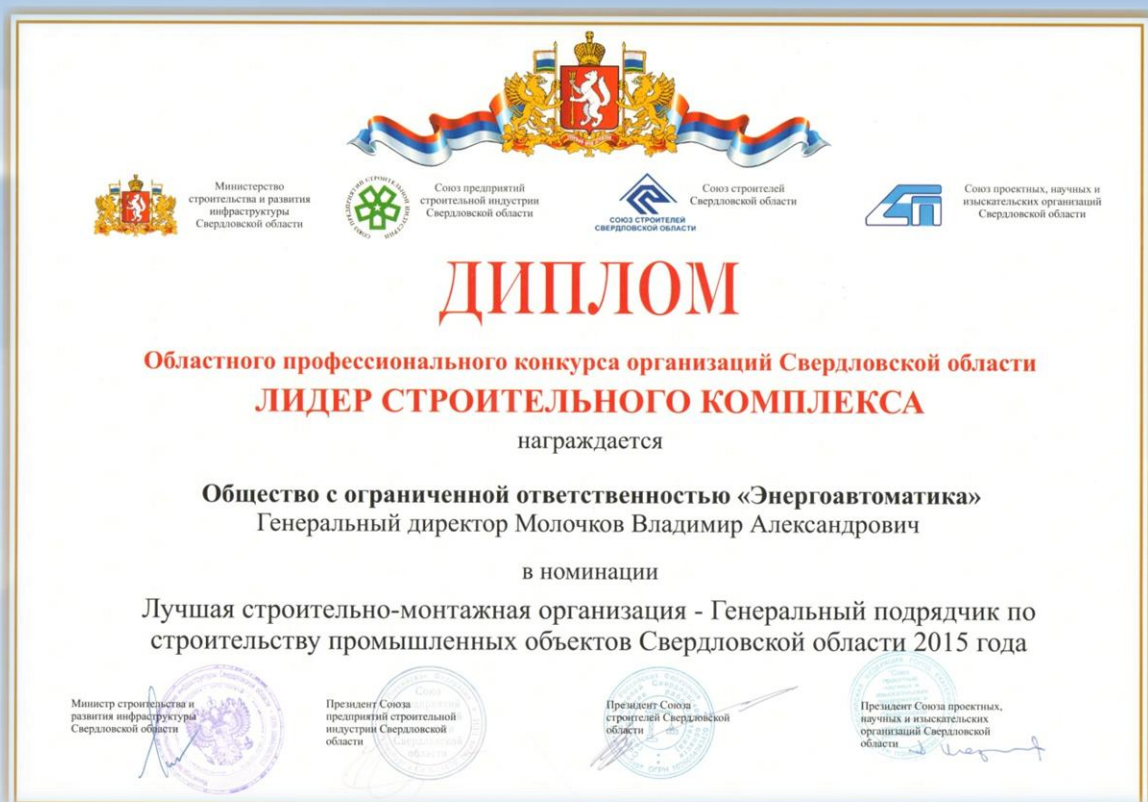 Министерство
строительства и развития
инфраструктуры
Свердловской области
СОЮЗ ПРЕДПРИЯТИЙ СТРОИТЕЛЬНОЙ ИНДУСТРИИ
Союз предприятий
строительной индустрии
Свердловской области
СОЮЗ СТРОИТЕЛЕЙ
СВЕРДЛОВСКОЙ ОБЛАСТИ
Союз строителей
Свердловской области
Союз проектных, научных и
изыскательских организаций
Свердловской области
ДИПЛОМ
Областного профессионального конкурса организаций Свердловской области
ЛИДЕР СТРОИТЕЛЬНОГО КОМПЛЕКСА
награждается
Общество с ограниченной ответственностью «Энергоавтоматика»
Генеральный директор Молочков Владимир Александрович
в номинации
Лучшая строительно-монтажная организация - Генеральный подрядчик по
строительству промышленных объектов Свердловской области 2015 года
Министр строительства и
развития инфраструктуры
Свердловской области
Президент Союза
предприятий строительной
индустрии Свердловской
области
Президент Союза
строителей Свердловской
области
Президент Союза проектных,
научных и изыскательских
организаций Свердловской
области